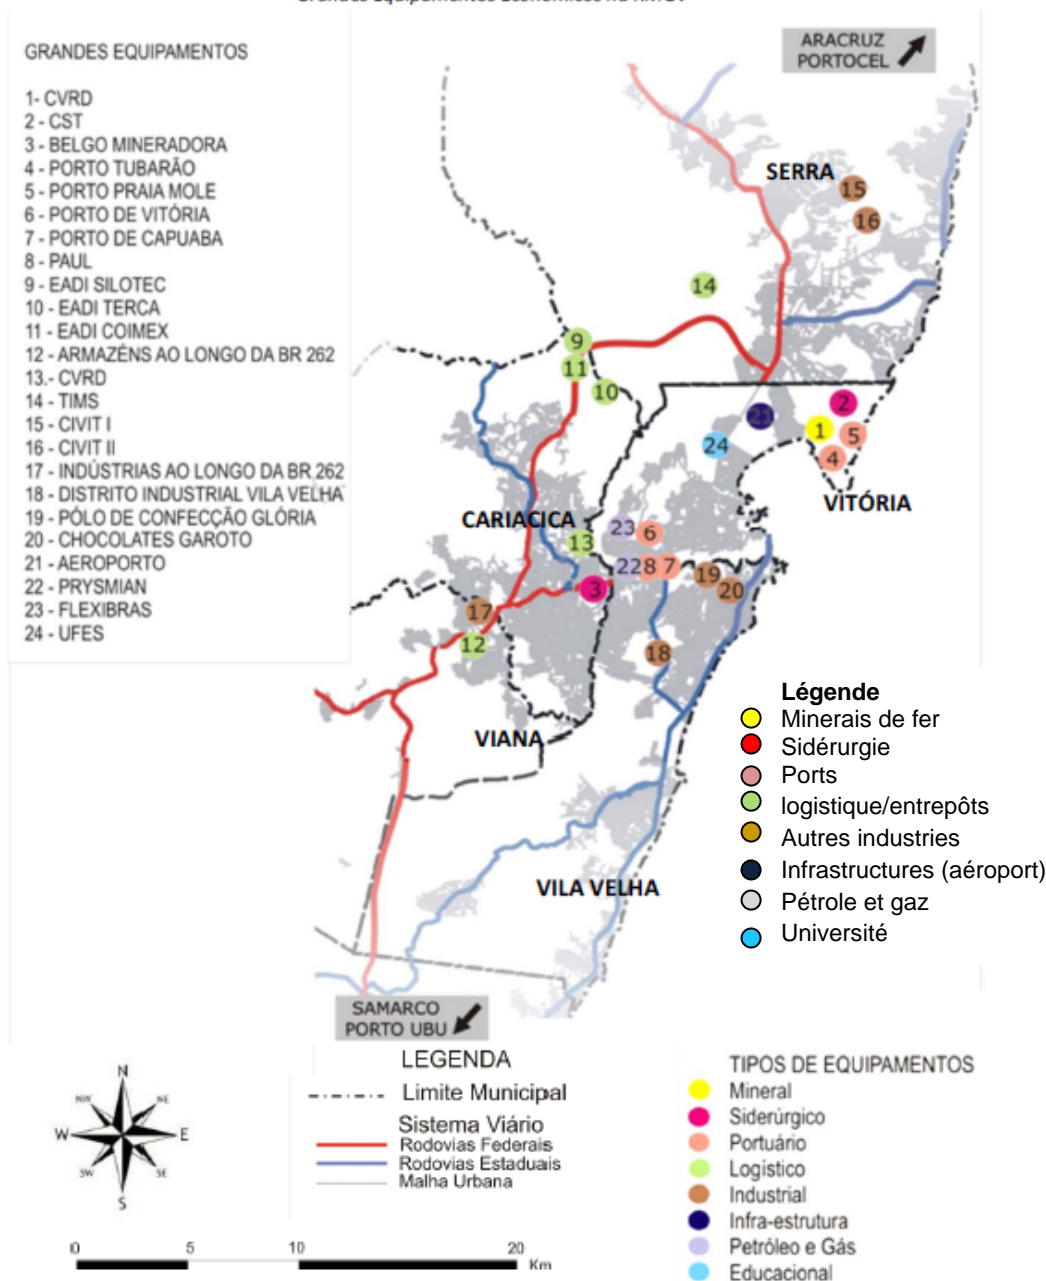 GRANDES EQUIPAMENTOS
1- CVRD
2 - CST
3 - BELGO MINERADORA
4 - PORTO TUBARÃO
5 - PORTO PRAIA MOLE
6 - PORTO DE VITÓRIA
7 - PORTO DE CAPUABA
8 - PAUL
9 - EADI SILOTEC
10 - EADI TERCA
11 - EADI COIMEX
12 - ARMAZÉNS AO LONGO DA BR 262
13.- CVRD
14 - TIMS
15 - CIVIT I
16 - CIVIT II
17 - INDÚSTRIAS AO LONGO DA BR 262
18 - DISTRITO INDUSTRIAL VILA VELHA
19 - PÓLO DE CONFECÇÃO GLÓRIA
20 - CHOCOLATES GAROTO
21 - AEROPORTO
22 - PRYSMIAN
23 - FLEXIBRAS
24 - UFES
ARACRUZ
PORTOCEL
SERRA
15
16
14
9
11
10
2
21
1
5
24
4
VITÓRIA
CARIACICA
23
6
13
22
8
7
19
3
20
17
12
18
VIANA
VILA VELHA
Légende
Minerais de fer
Sidérurgie
Ports
logistique/entrepôts
Autres industries
Infrastructures (aéroport)
Pétrole et gaz
Université
SAMARCO
PORTO UBU
N
NW
NE
W
E
SW
SE
S
LEGENDA
Limite Municipal
Sistema Viário
Rodovias Federais
Rodovias Estaduais
Malha Urbana
0
5
10
20
Km
TIPOS DE EQUIPAMENTOS
Mineral
Siderúrgico
Portuário
Logístico
Industrial
Infra-estrutura
Petróleo e Gás
Educacional